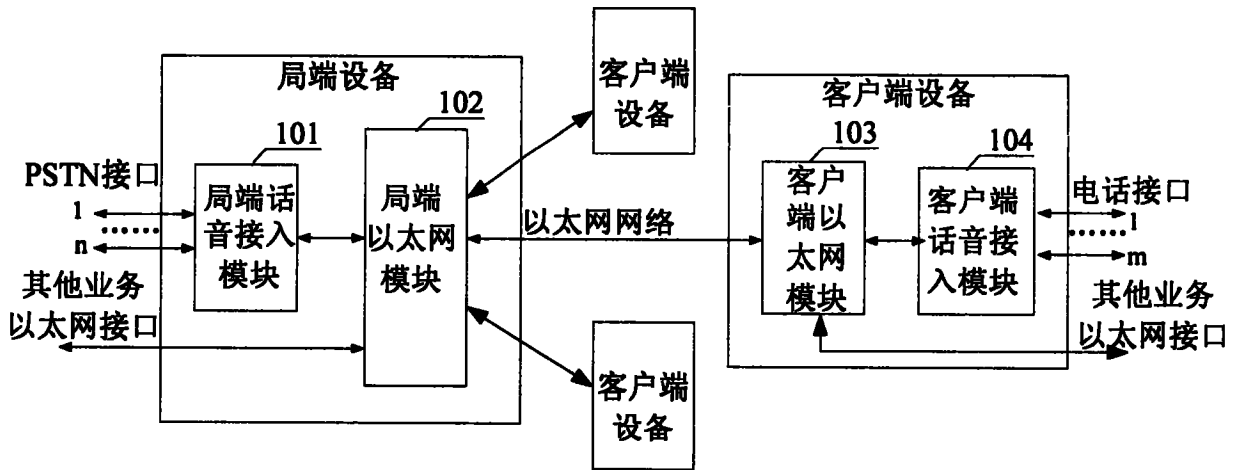 局端设备
101
102
PSTN接口
1
......
n
局端话
音接入
模块
局端
以太网
模块
其他业务
以太网接口
客户端
设备
以太网网络
客户端
设备
客户端设备
103
104
客户
端以
太网
模块
客户端
话音接
入模块
电话接口
1
......
m
其他业务
以太网接口